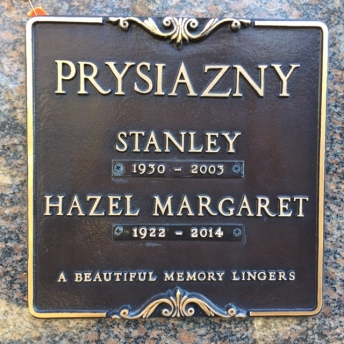 PRYSIAZNY
STANLEY
1930 - 2003
HAZEL MARGARET
1922 - 2014
A BEAUTIFUL MEMORY LINGERS